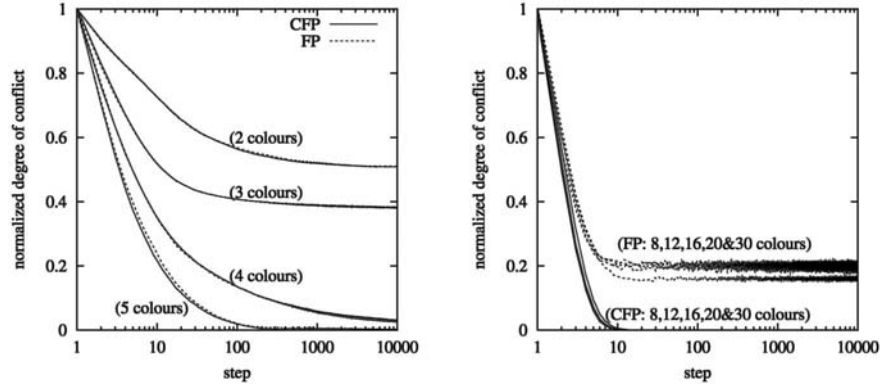 1
0.8
0.6
0.4
0.2
0
1 10 100 1000 10000
step
normalized degree of conflict
CFP
FP
(2 colours)
(3 colours)
(4 colours)
(5 colours)
1
0.8
0.6
0.4
0.2
0
1 10 100 1000 10000
step
normalized degree of conflict
(FP: 8,12,16,20&30 colours)
(CFP: 8,12,16,20&30 colours)